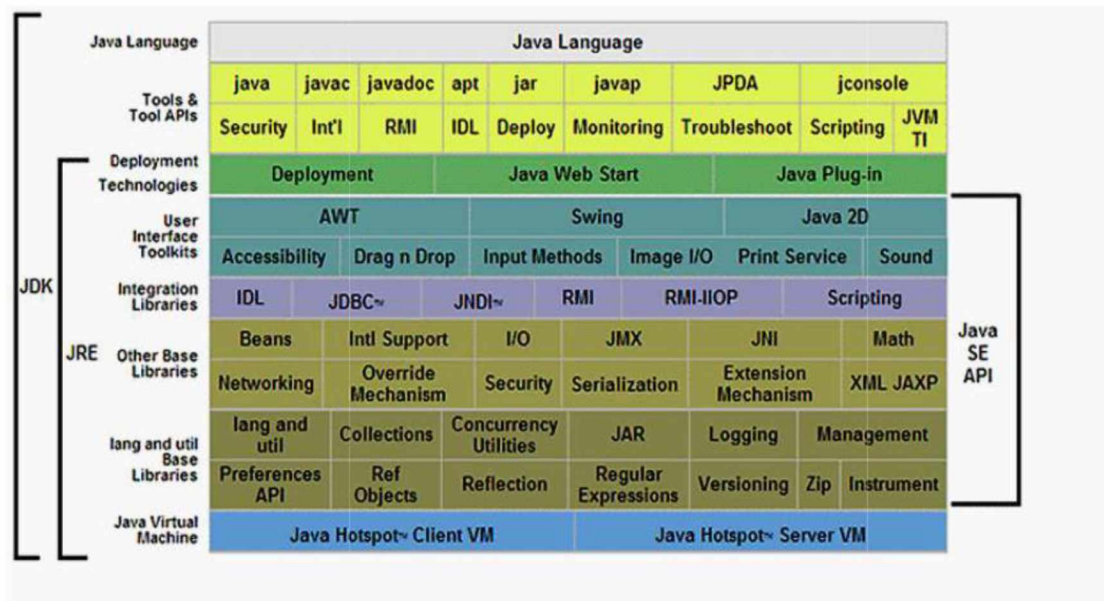 Java Language Java Language
Tools & Tool APIs
java javac javadoc apt jar javap JPDA jconsole
Security Int'l RMI IDL Deploy Monitoring Troubleshoot Scripting JVM TI
Deployment Technologies
Deployment Java Web Start Java Plug-in
User Interface Toolkits
AWT Swing Java 2D
Accessibility Drag n Drop Input Methods Image I/O Print Service Sound
JDK
Integration Libraries
IDL JDBC™ JNDI™ RMI RMI-IIOP Scripting
JRE
Other Base Libraries
Beans Intl Support I/O JMX JNI Math
Networking Override Mechanism Security Serialization Extension Mechanism XML JAXP
Java SE API
lang and util Base Libraries
lang and util Collections Concurrency Utilities JAR Logging Management
Preferences API Ref Objects Reflection Regular Expressions Versioning Zip Instrument
Java Virtual Machine
Java Hotspot™ Client VM Java Hotspot™ Server VM